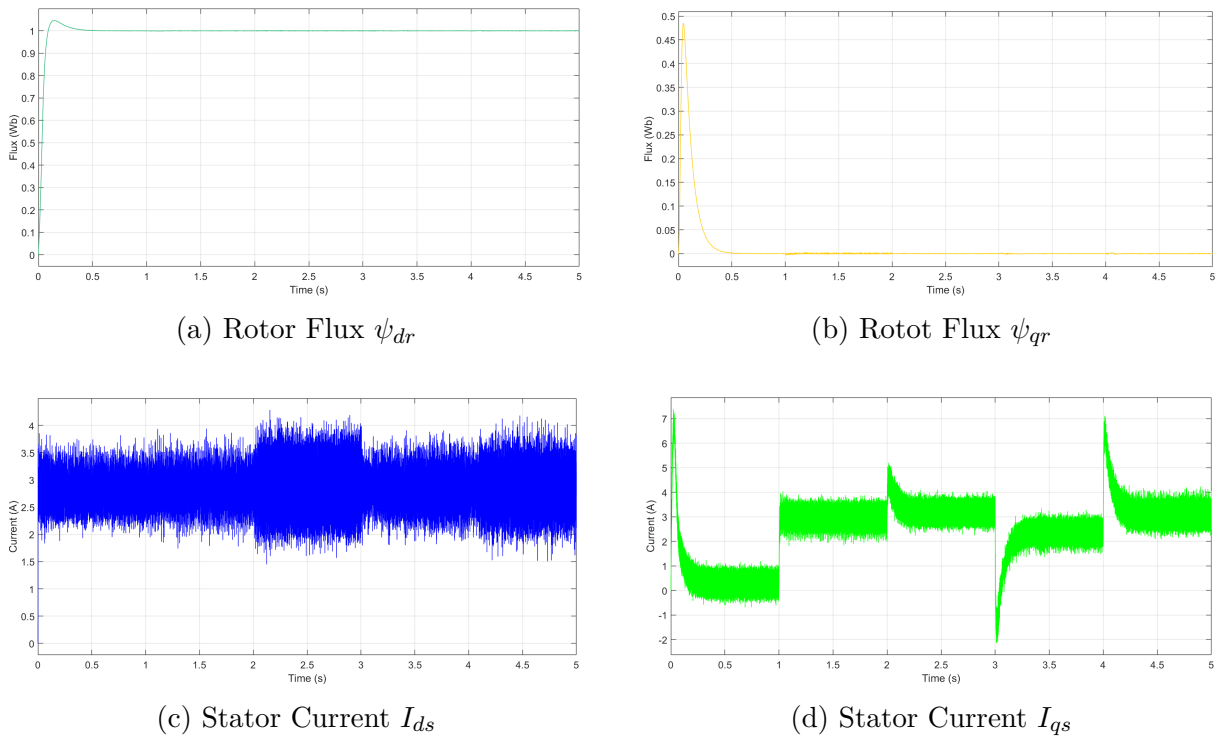 1
0.9
0.8
0.7
0.6
0.5
0.4
0.3
0.2
0.1
0
Flux (Wb)
0 0.5 1 1.5 2 2.5 3 3.5 4 4.5 5
Time (s)
(a) Rotor Flux ψdr
0.5
0.45
0.4
0.35
0.3
0.25
0.2
0.15
0.1
0.05
0
Flux (Wb)
0 0.5 1 1.5 2 2.5 3 3.5 4 4.5 5
Time (s)
(b) Rotot Flux ψqr
4
3.5
3
2.5
2
1.5
1
0.5
0
Current (A)
0 0.5 1 1.5 2 2.5 3 3.5 4 4.5 5
Time (s)
(c) Stator Current Ids
7
6
5
4
3
2
1
0
-1
-2
Current (A)
0 0.5 1 1.5 2 2.5 3 3.5 4 4.5 5
Time (s)
(d) Stator Current Iqs